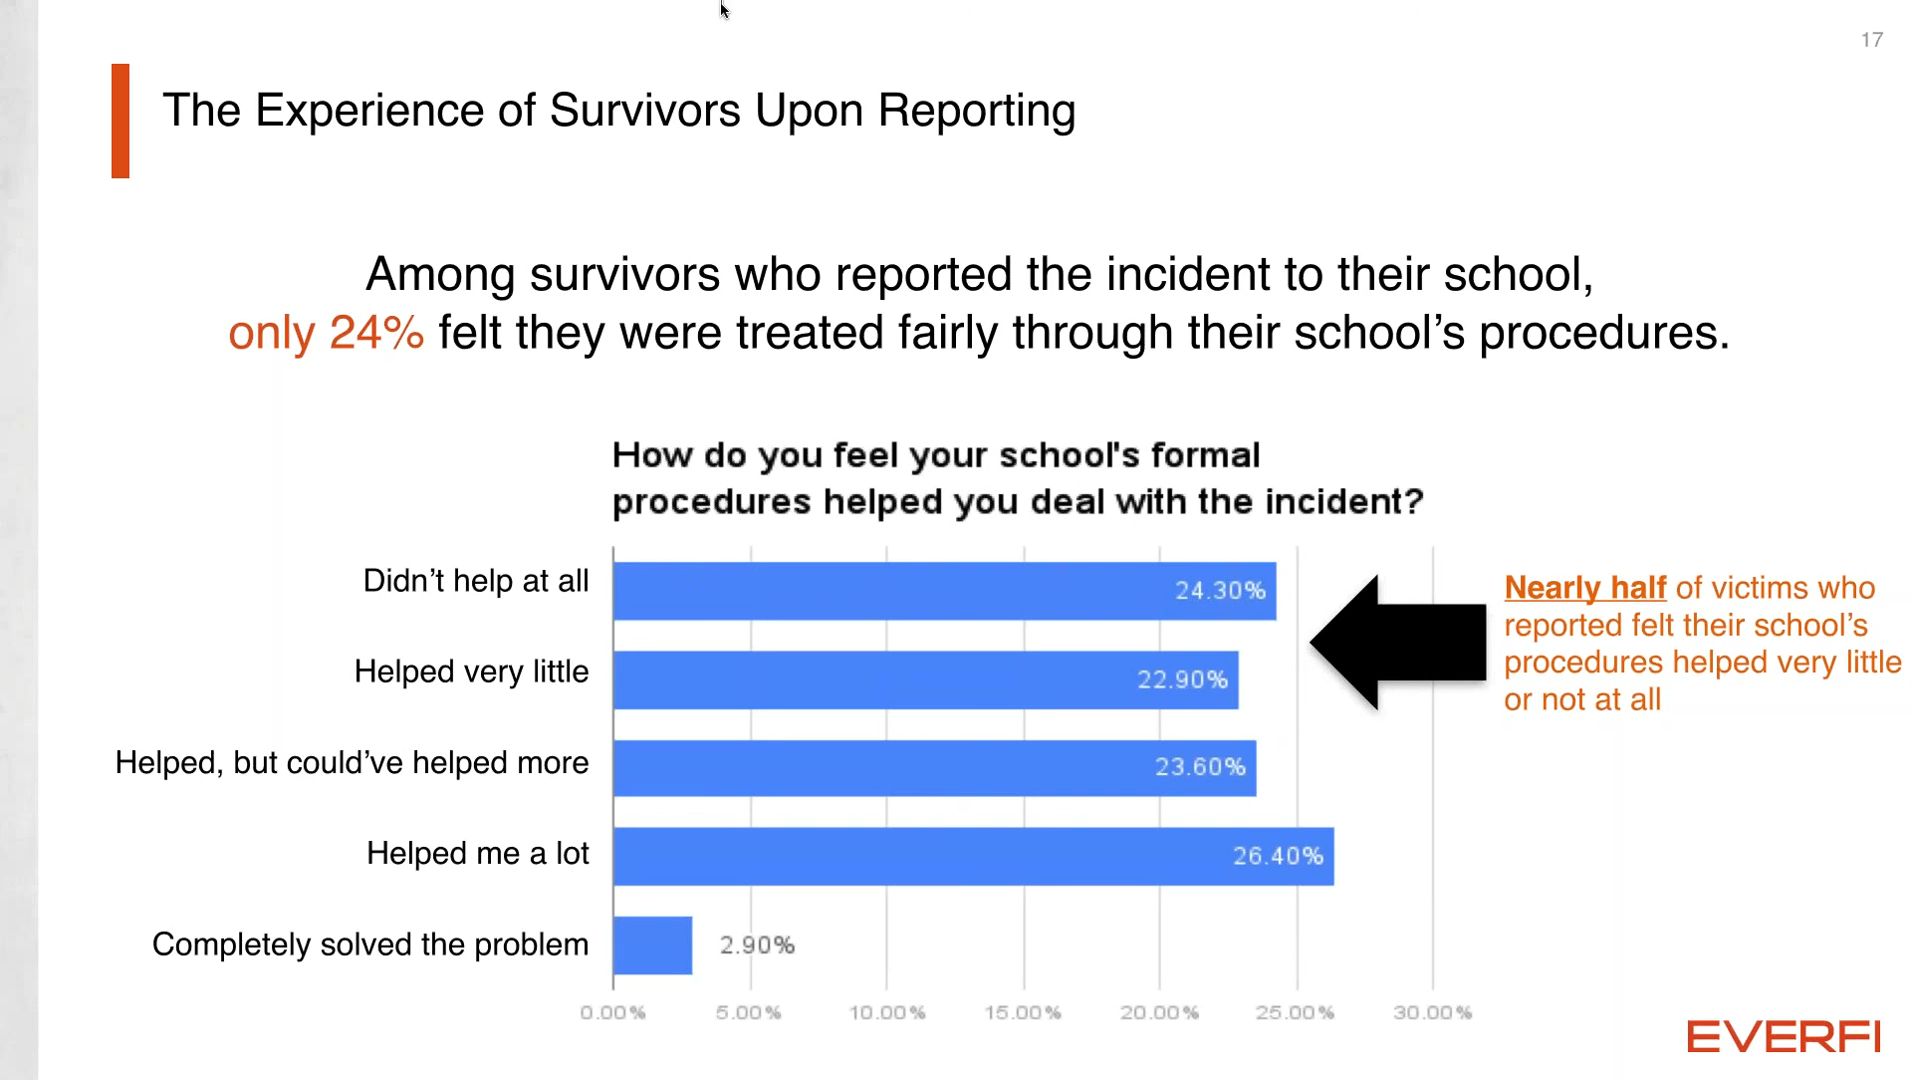 17
The Experience of Survivors Upon Reporting
Among survivors who reported the incident to their school,
only 24% felt they were treated fairly through their school’s procedures.
How do you feel your school's formal
procedures helped you deal with the incident?
Didn’t help at all
24.30%
Helped very little
22.90%
Helped, but could’ve helped more
23.60%
Helped me a lot
26.40%
Completely solved the problem
2.90%
0.00%
5.00%
10.00%
15.00%
20.00%
25.00%
30.00%
Nearly half of victims who
reported felt their school’s
procedures helped very little
or not at all
EVERFI